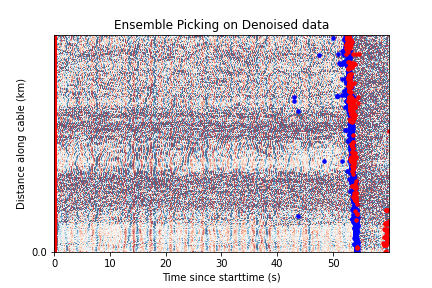 Ensemble Picking on Denoised data
Distance along cable (km)
0.0
0 10 20 30 40 50
Time since starttime (s)